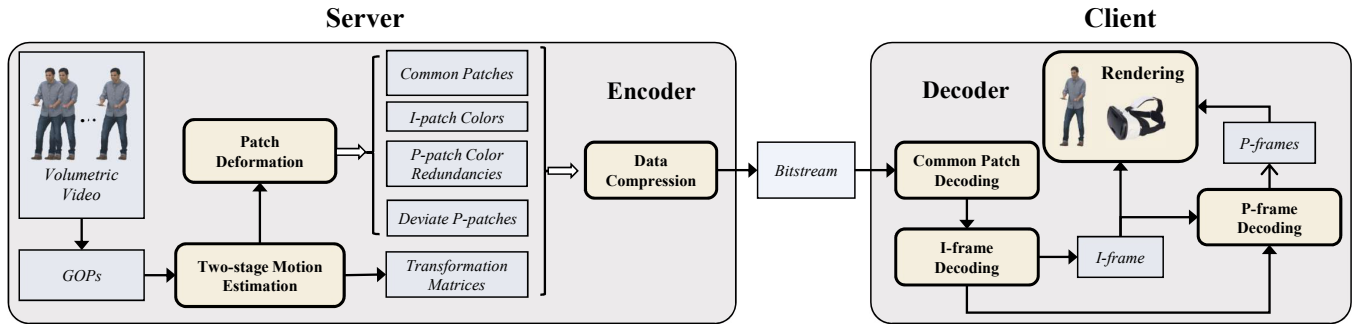 Server
Client
Volumetric
Video
GOPs
Patch
Deformation
Two-stage Motion
Estimation
Common Patches
I-patch Colors
P-patch Color
Redundancies
Deviate P-patches
Transformation
Matrices
Encoder
Data
Compression
Bitstream
Decoder
Common Patch
Decoding
I-frame
Decoding
I-frame
Rendering
P-frames
P-frame
Decoding